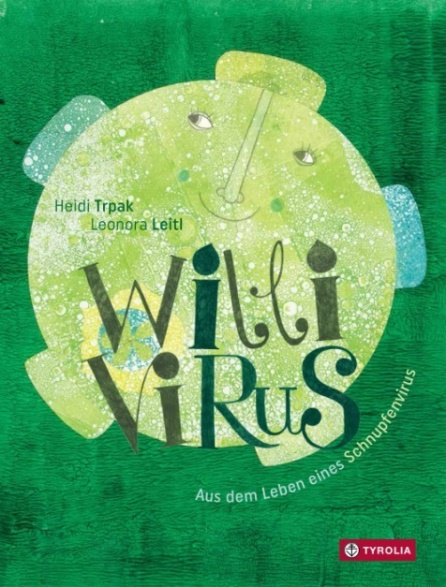 Heidi Trpak
Leonora Leitl
Willi
ViRuS
Aus dem Leben eines Schnupfenvirus
TYROLIA